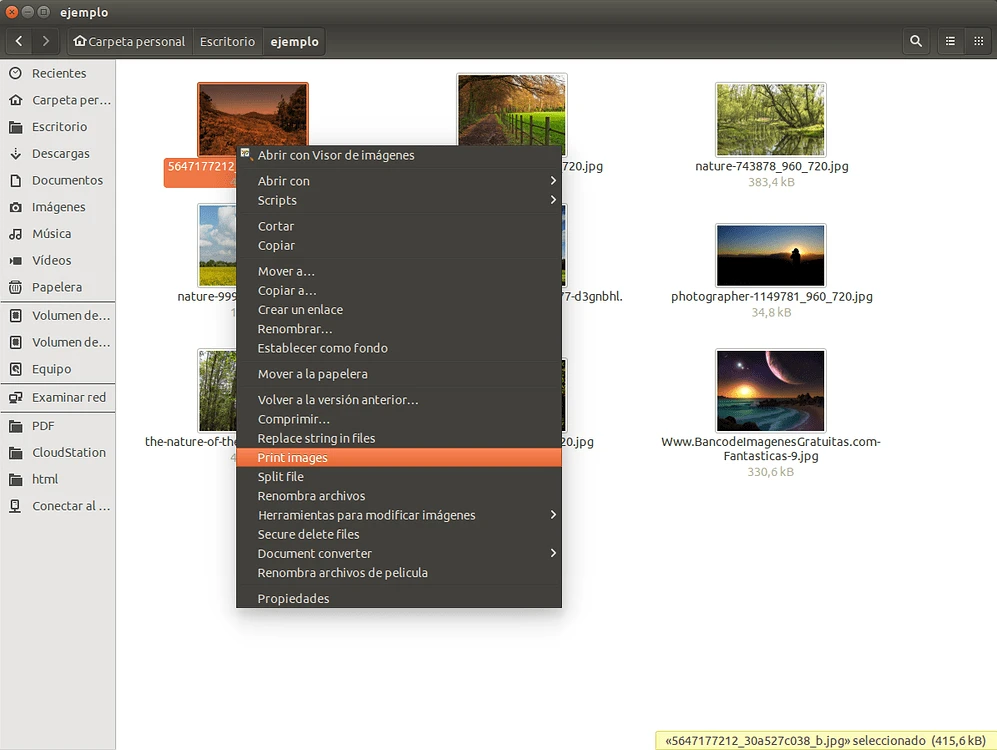 ejemplo
Carpeta personal
Escritorio
ejemplo
Recientes
Carpeta per...
Escritorio
Descargas
Documentos
Imágenes
Música
Vídeos
Papelera
Volumen de...
Volumen de...
Equipo
Examinar red
PDF
CloudStation
html
Conectar al ...
5647177212_
720.jpg
nature-743878_960_720.jpg
383,4 kB
nature-999
77-d3gnbhl.
photographer-1149781_960_720.jpg
34,8 kB
the-nature-of-the
20.jpg
Www.BancodeImagenesGratuitas.com-
Fantasticas-9.jpg
330,6 kB
Abrir con Visor de imágenes
Abrir con
Scripts
Cortar
Copiar
Mover a...
Copiar a...
Crear un enlace
Renombrar...
Establecer como fondo
Mover a la papelera
Volver a la versión anterior...
Comprimir...
Replace string in files
Print images
Split file
Renombra archivos
Herramientas para modificar imágenes
Secure delete files
Document converter
Renombra archivos de pelicula
Propiedades
«5647177212_30a527c038_b.jpg» seleccionado (415,6 kB)